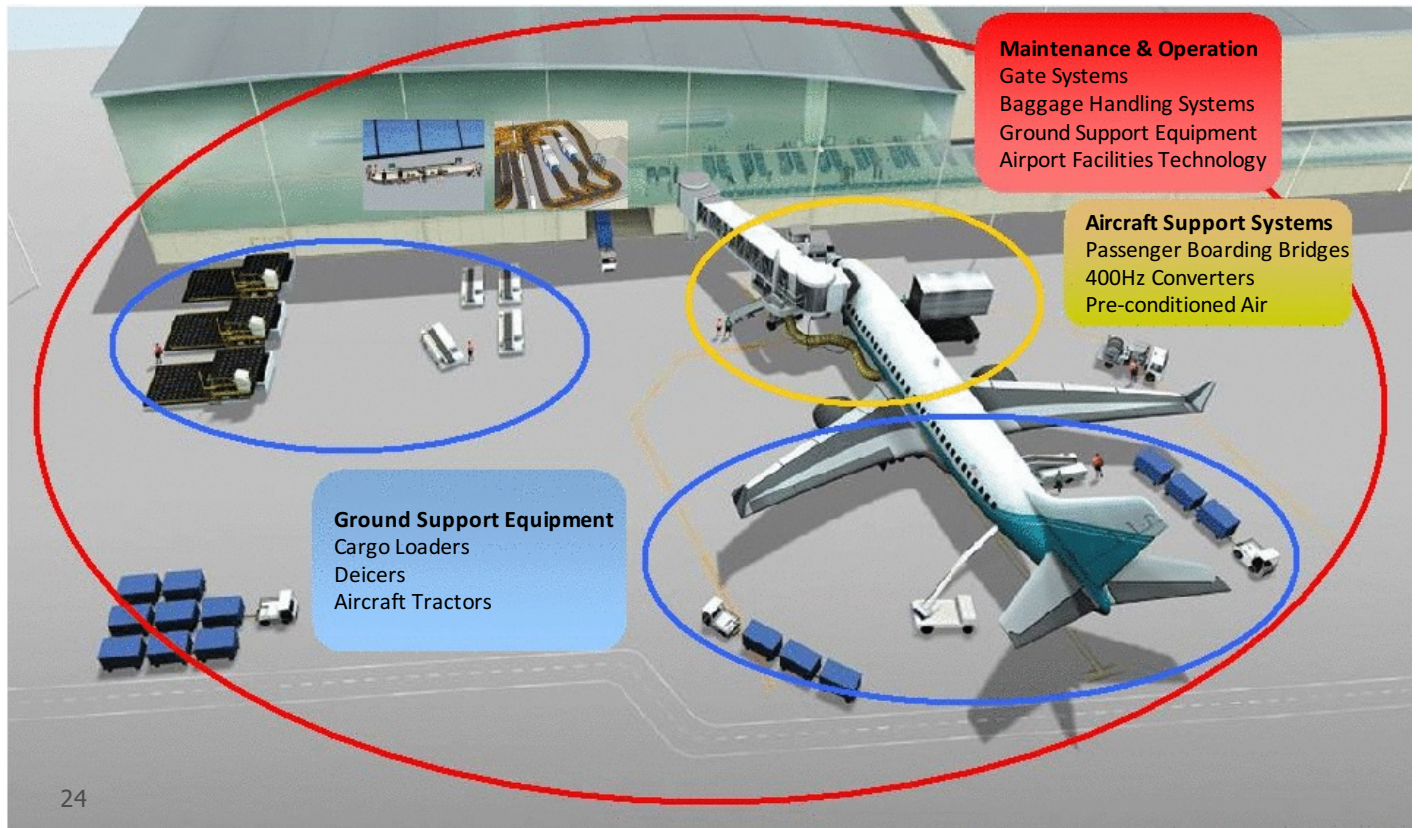 Maintenance & Operation
Gate Systems
Baggage Handling Systems
Ground Support Equipment
Airport Facilities Technology
Aircraft Support Systems
Passenger Boarding Bridges
400Hz Converters
Pre-conditioned Air
Ground Support Equipment
Cargo Loaders
Deicers
Aircraft Tractors
24